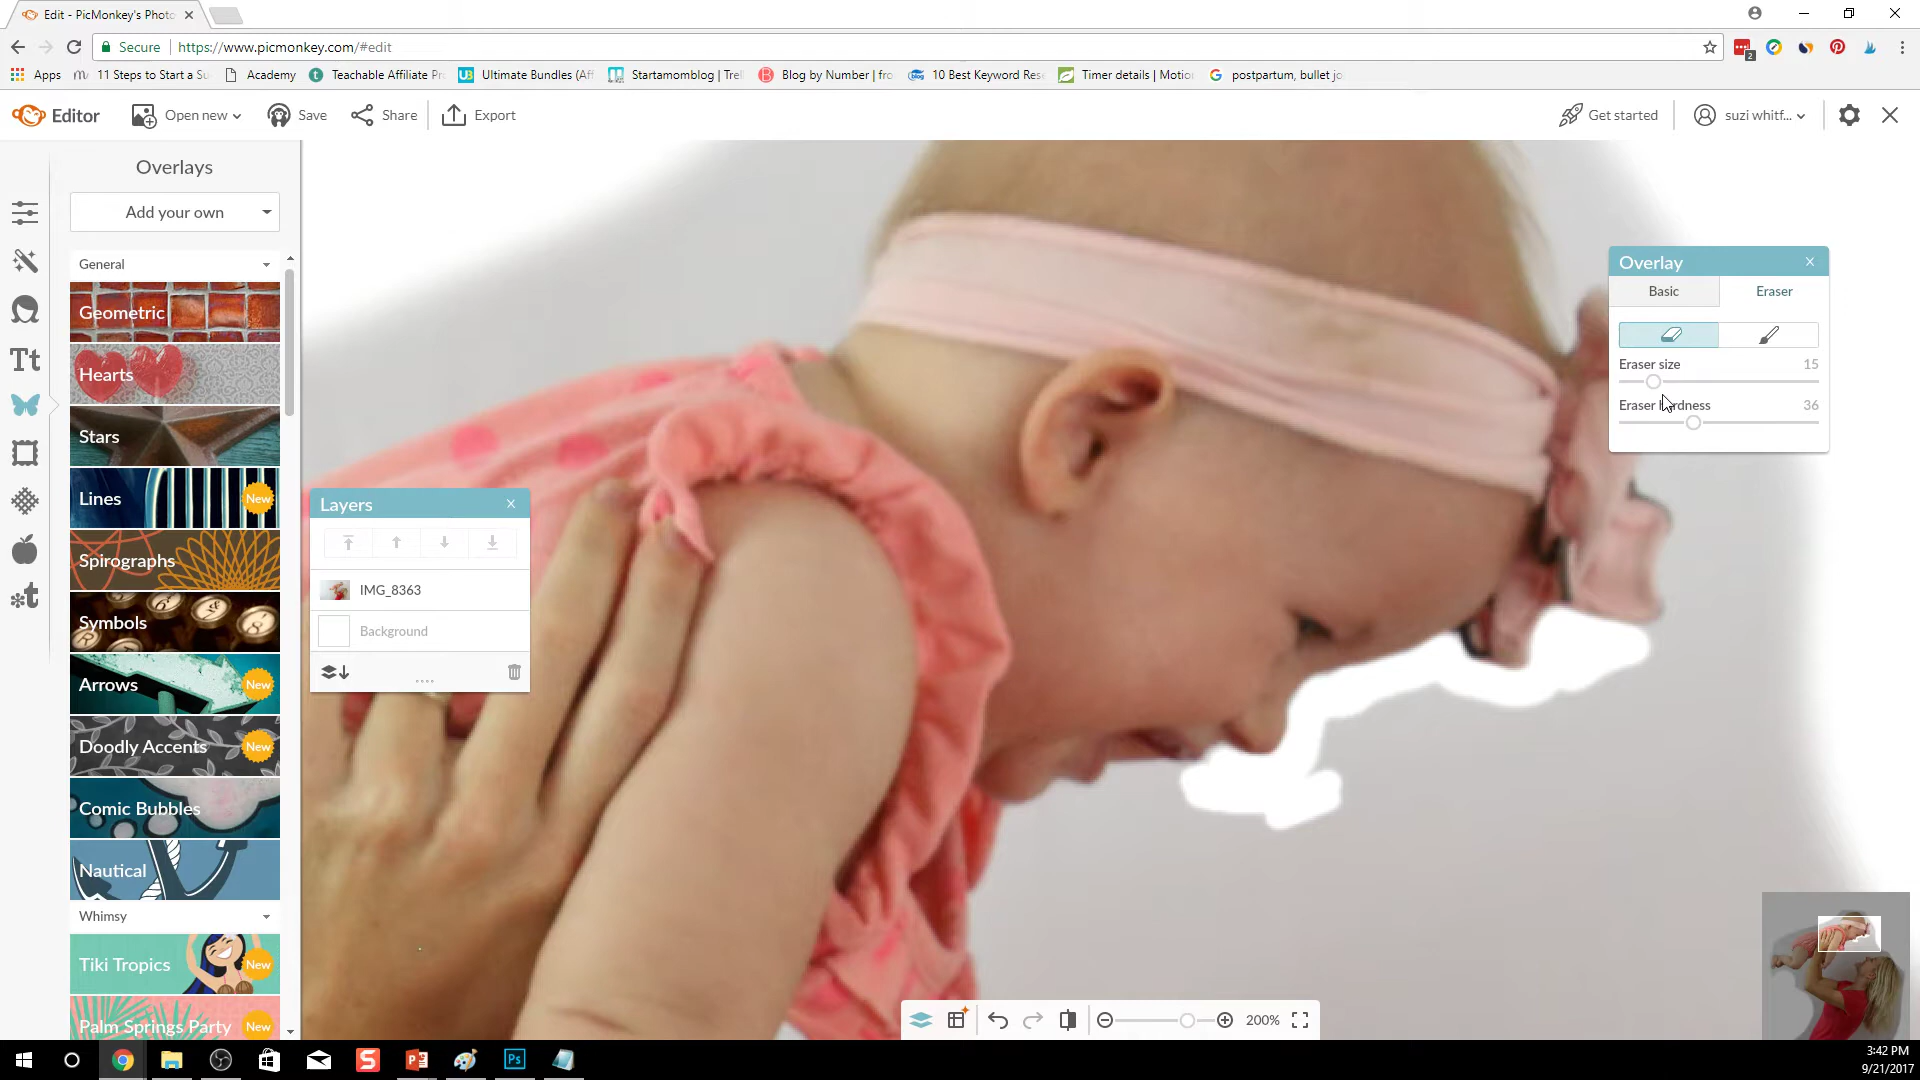 Edit - PicMonkey's Photo
Secure https://www.picmonkey.com/#edit
2
Apps 11 Steps to Start a Su Academy Teachable Affiliate Pr Ultimate Bundles (Aff Startamomblog | Trel Blog by Number | fro 10 Best Keyword Res Timer details | Motio postpartum, bullet jo
Editor Open new Save Share Export Get started suzi whitf...
Overlays
Add your own
General
Geometric
Hearts
Stars
Lines New
Spirographs
Symbols
Arrows New
Doodly Accents New
Comic Bubbles
Nautical
Whimsy
Tiki Tropics New
Palm Springs Party New
Layers
IMG_8363
Background
Overlay
Basic Eraser
Eraser size 15
Eraser hardness 36
200%
3:42 PM
9/21/2017